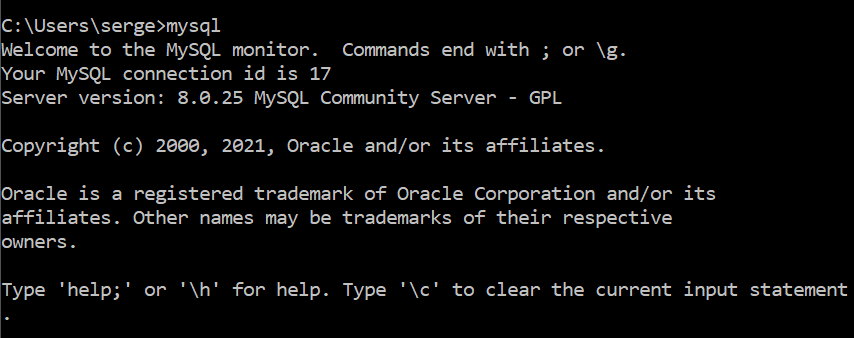 C:\Users\serge>mysql
Welcome to the MySQL monitor.  Commands end with ; or \g.
Your MySQL connection id is 17
Server version: 8.0.25 MySQL Community Server - GPL
Copyright (c) 2000, 2021, Oracle and/or its affiliates.
Oracle is a registered trademark of Oracle Corporation and/or its
affiliates. Other names may be trademarks of their respective
owners.
Type 'help;' or '\h' for help. Type '\c' to clear the current input statement
.